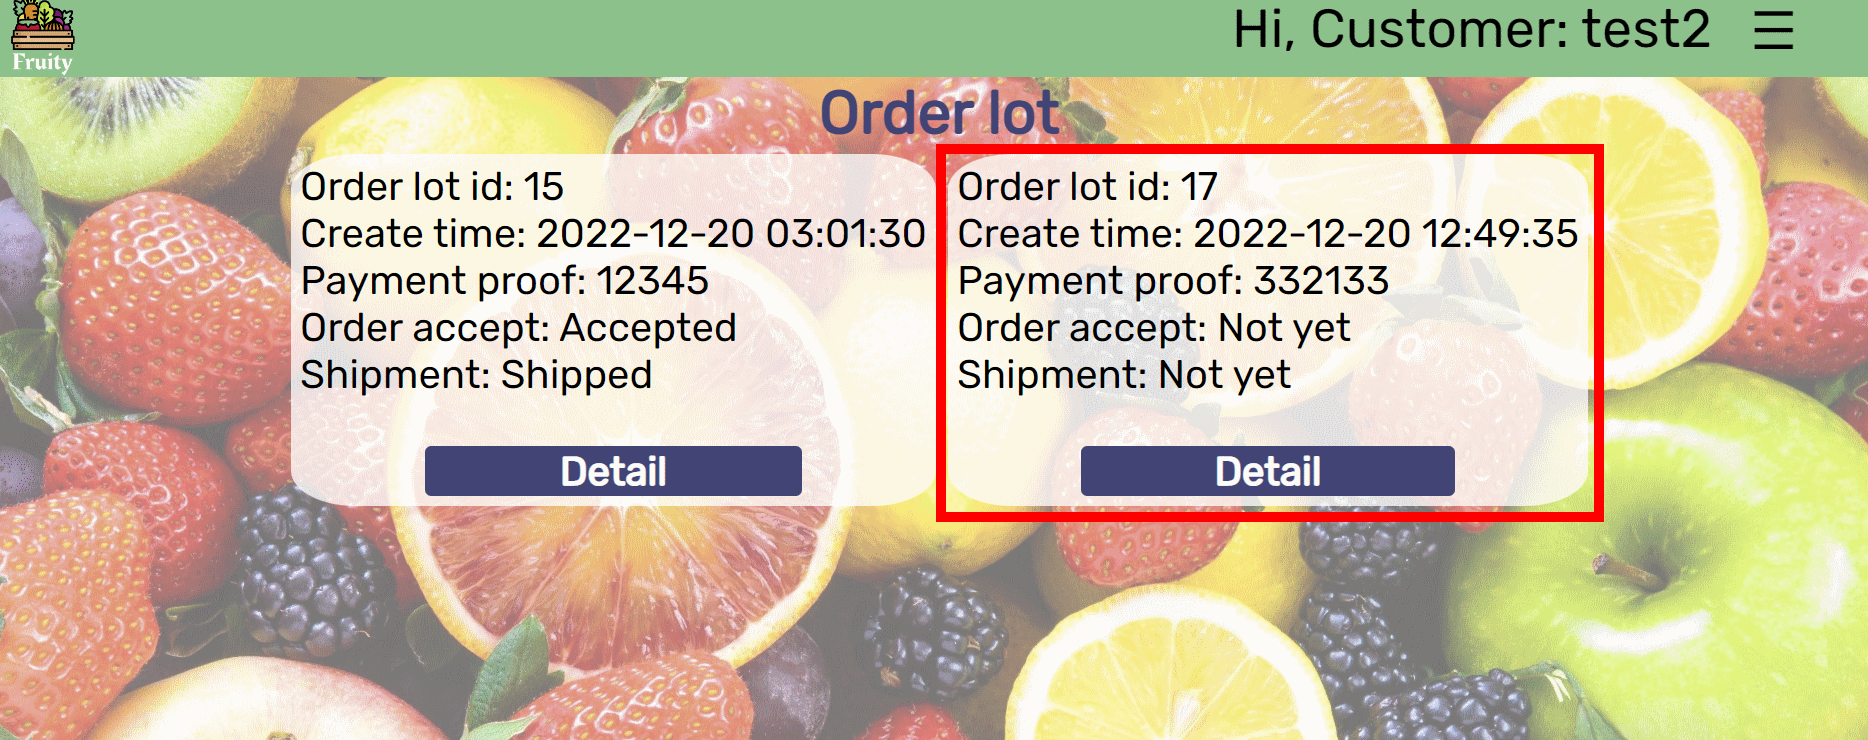 Fruity
Hi, Customer: test2
Order lot
Order lot id: 15
Create time: 2022-12-20 03:01:30
Payment proof: 12345
Order accept: Accepted
Shipment: Shipped
Detail
Order lot id: 17
Create time: 2022-12-20 12:49:35
Payment proof: 332133
Order accept: Not yet
Shipment: Not yet
Detail